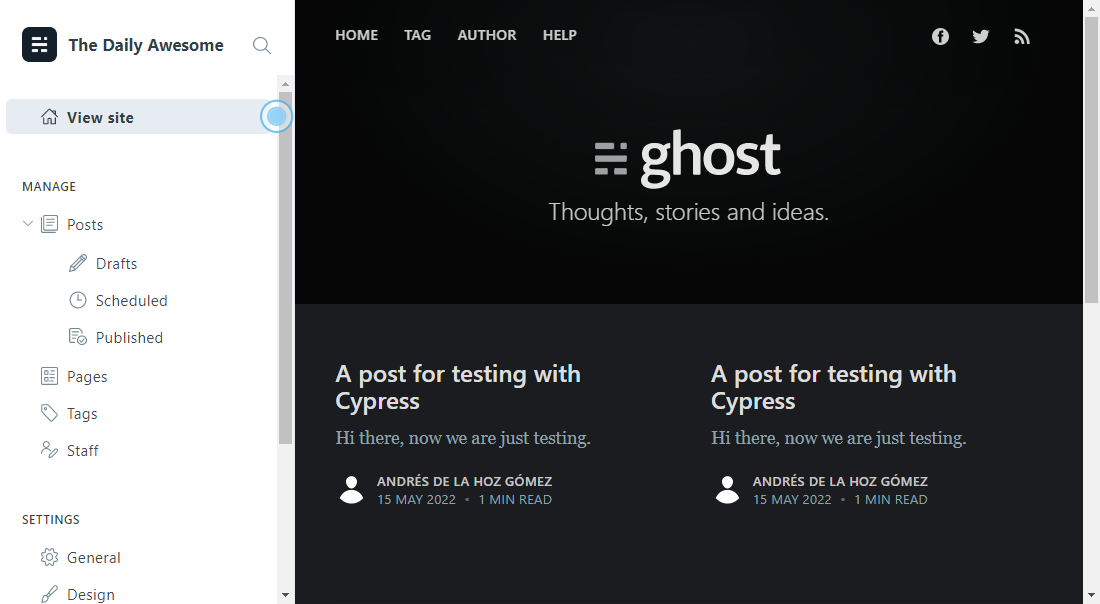 The Daily Awesome
View site
MANAGE
Posts
Drafts
Scheduled
Published
Pages
Tags
Staff
SETTINGS
General
Design
HOME TAG AUTHOR HELP
ghost
Thoughts, stories and ideas.
A post for testing with
Cypress
Hi there, now we are just testing.
ANDRÉS DE LA HOZ GÓMEZ
15 MAY 2022 • 1 MIN READ
A post for testing with
Cypress
Hi there, now we are just testing.
ANDRÉS DE LA HOZ GÓMEZ
15 MAY 2022 • 1 MIN READ